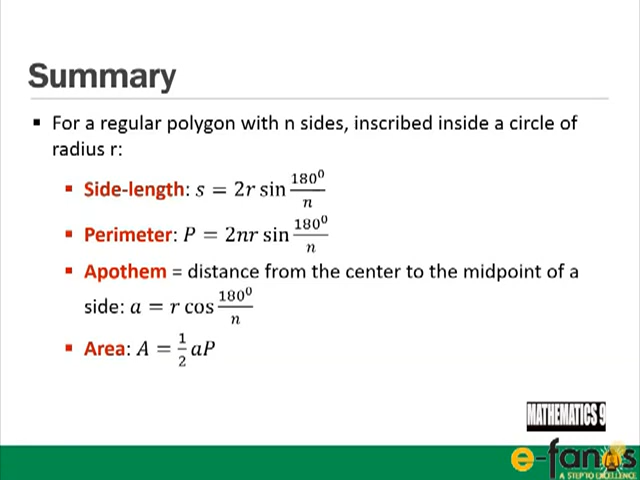 Summary
▪ For a regular polygon with n sides, inscribed inside a circle of
radius r:
▪ Side-length: s = 2r sin 180⁰/n
▪ Perimeter: P = 2nr sin 180⁰/n
▪ Apothem = distance from the center to the midpoint of a
side: a = r cos 180⁰/n
▪ Area: A = 1/2 aP
MATHEMATICS 9
e-fanos
A STEP TO EXCELLENCE